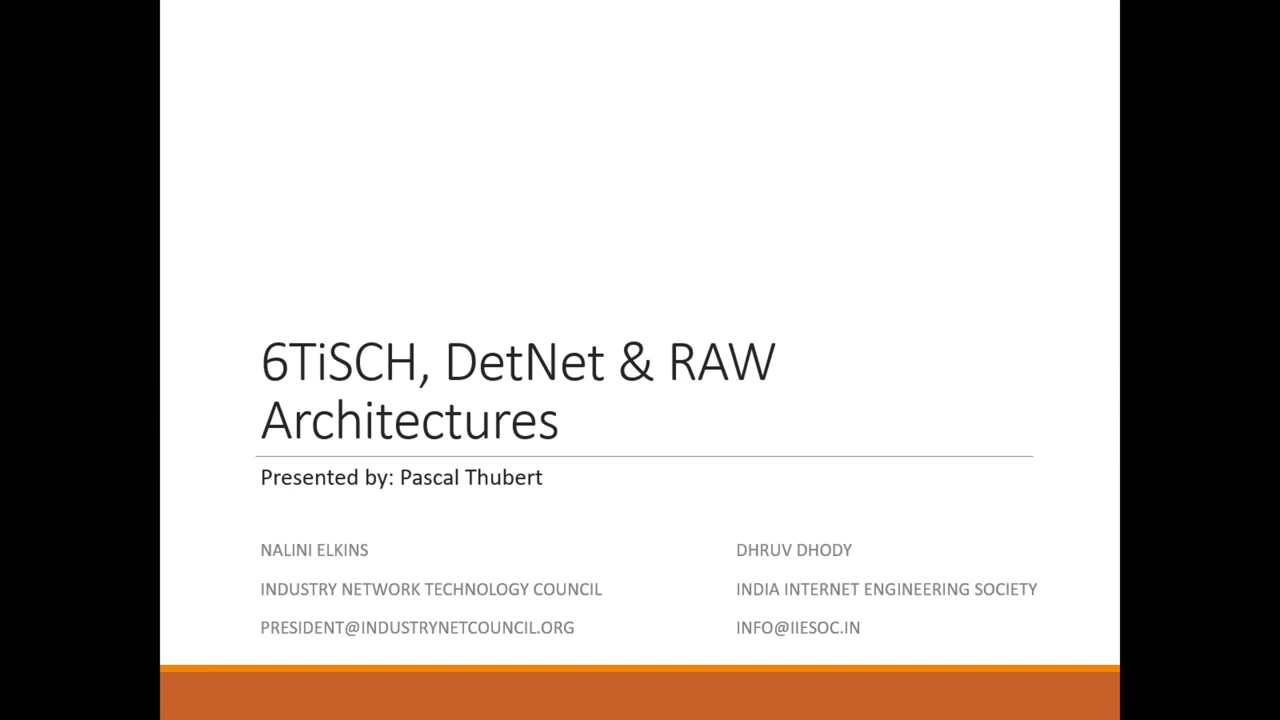 6TiSCH, DetNet & RAW
Architectures
Presented by: Pascal Thubert
NALINI ELKINS
INDUSTRY NETWORK TECHNOLOGY COUNCIL
PRESIDENT@INDUSTRYNETCOUNCIL.ORG
DHRUV DHODY
INDIA INTERNET ENGINEERING SOCIETY
INFO@IIESOC.IN